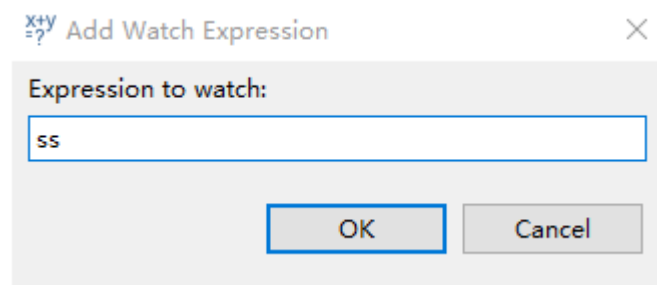 x+y
=?
Add Watch Expression
Expression to watch:
ss
OK
Cancel